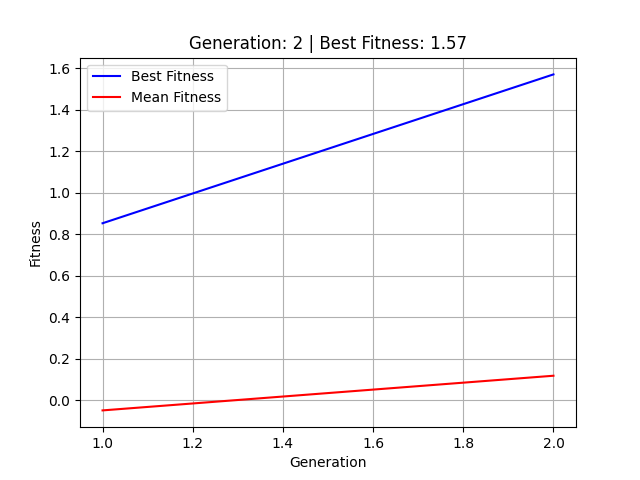 Generation: 2 | Best Fitness: 1.57
Best Fitness
Mean Fitness
Fitness
1.6
1.4
1.2
1.0
0.8
0.6
0.4
0.2
0.0
1.0 1.2 1.4 1.6 1.8 2.0
Generation